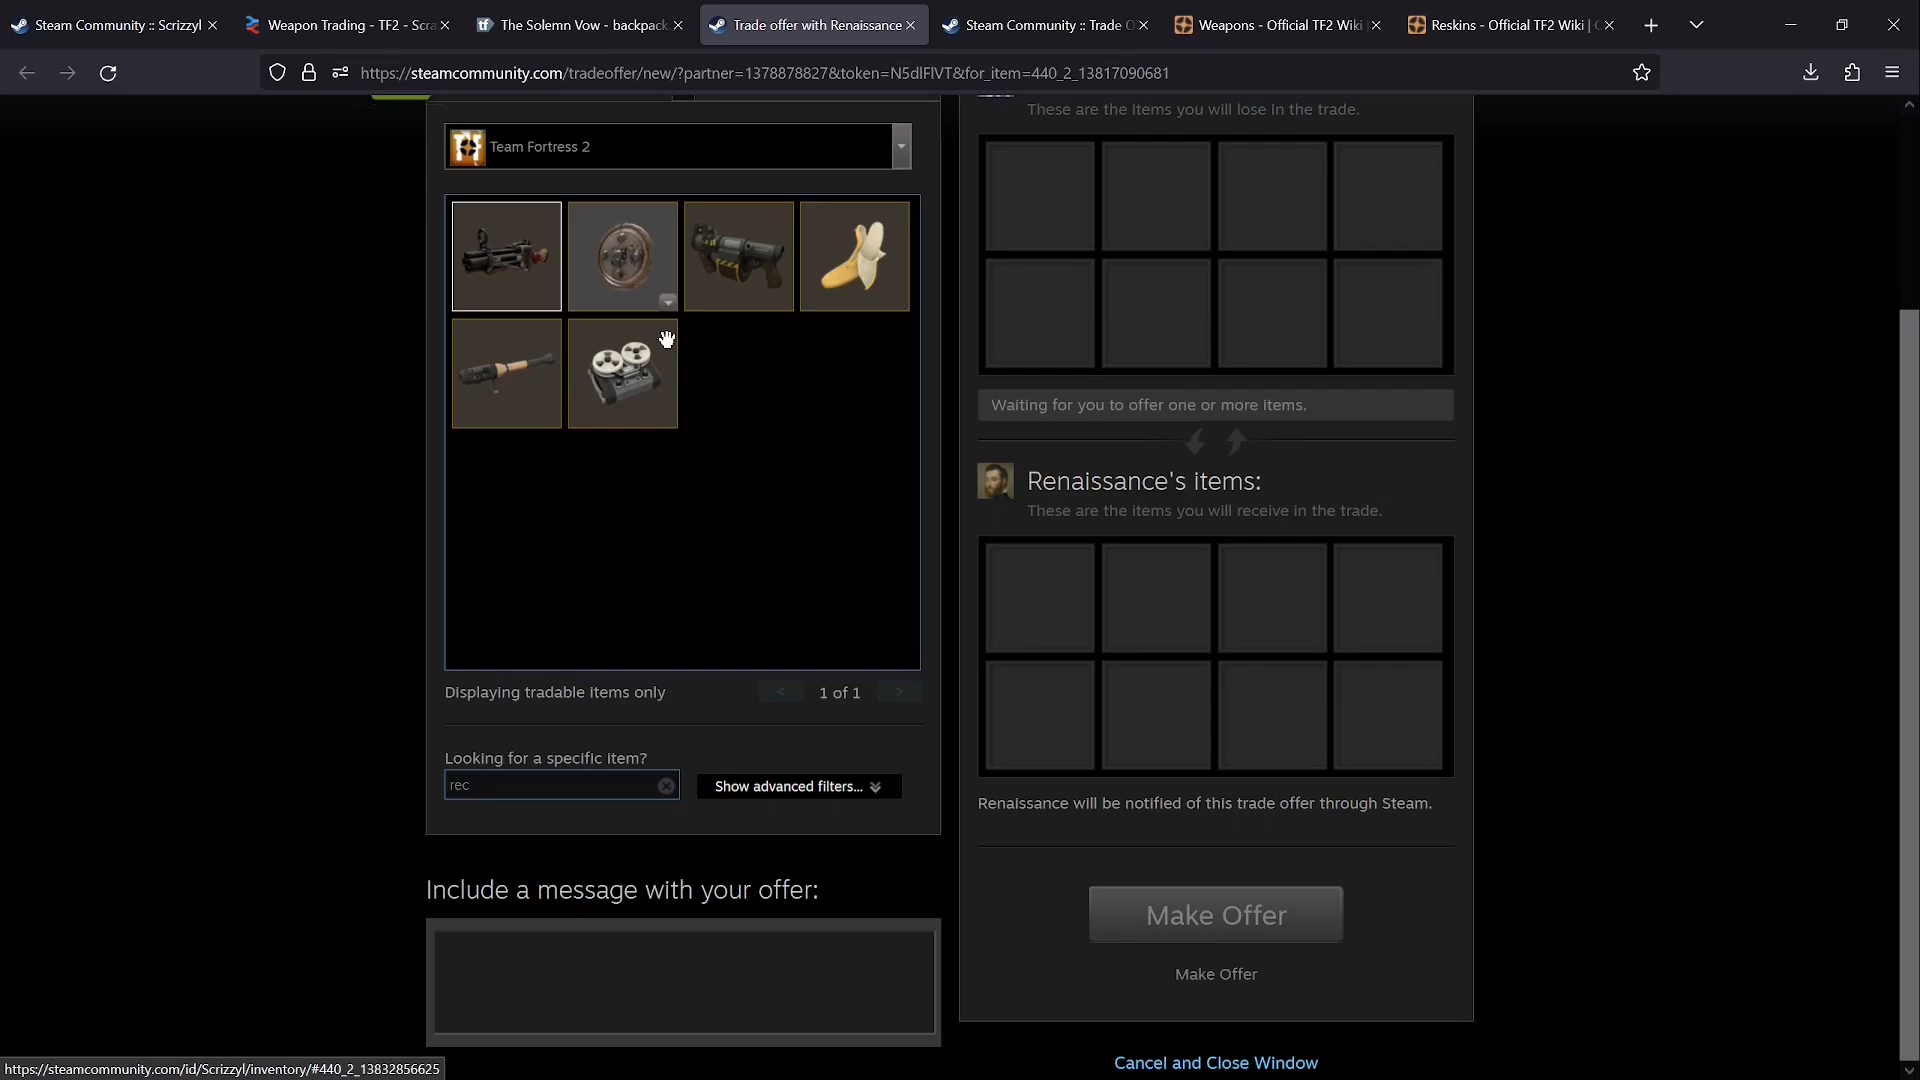 Steam Community :: Scrizzyl
Weapon Trading - TF2 - Scra
The Solemn Vow - backpack
Trade offer with Renaissance
Steam Community :: Trade O
Weapons - Official TF2 Wiki
Reskins - Official TF2 Wiki |
https://steamcommunity.com/tradeoffer/new/?partner=1378878827&token=N5dlFlVT&for_item=440_2_13817090681
These are the items you will lose in the trade.
Team Fortress 2
Waiting for you to offer one or more items.
Renaissance's items:
These are the items you will receive in the trade.
Displaying tradable items only
< 1 of 1 >
Looking for a specific item?
rec
Show advanced filters...
Renaissance will be notified of this trade offer through Steam.
Include a message with your offer:
Make Offer
Make Offer
Cancel and Close Window
https://steamcommunity.com/id/Scrizzyl/inventory/#440_2_13832856625